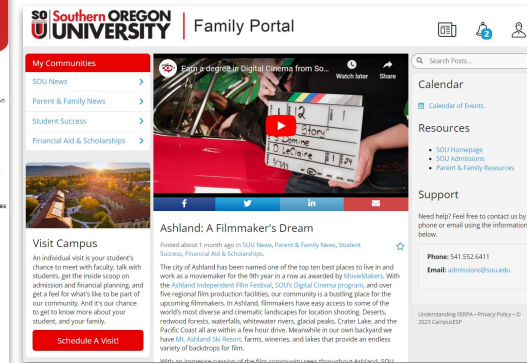 SO
U
Southern OREGON
UNIVERSITY
Family Portal
2
My Communities
SOU News
Parent & Family News
Student Success
Financial Aid & Scholarships
Visit Campus
An individual visit is your student's
chance to meet with faculty, talk with
students, get the inside scoop on
admission and financial planning, and
get a feel for what's like to be part of
our community. And it's our chance
to get to know more about your
student, and your family.
Schedule A Visit!
Earn a degree in Digital Cinema from So...
Watch later
Share
Ashland: A Filmmaker's Dream
Posted about 1 month ago in SOU News, Parent & Family News, Student
Success, Financial Aid & Scholarships.
The city of Ashland has been named one of the top ten best places to live in and
work as a moviemaker for the 9th year in a row as awarded by MovieMakers. With
the Ashland Independent Film Festival, SOU's Digital Cinema program, and over
five regional film production facilities, our community is a bustling place for the
upcoming filmmakers. In Ashland, filmmakers have easy access to some of the
world's most diverse and cinematic landscapes for location shooting. Deserts,
redwood forests, waterfalls, whitewater rivers, glacial peaks, Crater Lake, and the
Pacific Coast all are within a few hour drive. Meanwhile in our own backyard we
have Mt. Ashland Ski Resort, farms, wineries, and lakes that provide an endless
variety of backdrops.
With an immense passion of the film community seen throughout Ashland, SOU
Search Posts...
Calendar
Calendar of Events
Resources
SOU Homepage
SOU Admissions
Parent & Family Resources
Support
Need help? Feel free to contact us by
phone or email using the information
below.
Phone: 541.552.6411
Email: admissions@sou.edu
Understanding FERPA • Privacy Policy • ©
2023 CampusESP